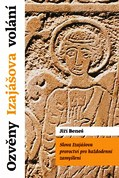 Ozvěny Izajášova volání
Jiří Beneš
Slova Izajášova
proroctví pro každodenní
zamyšlení